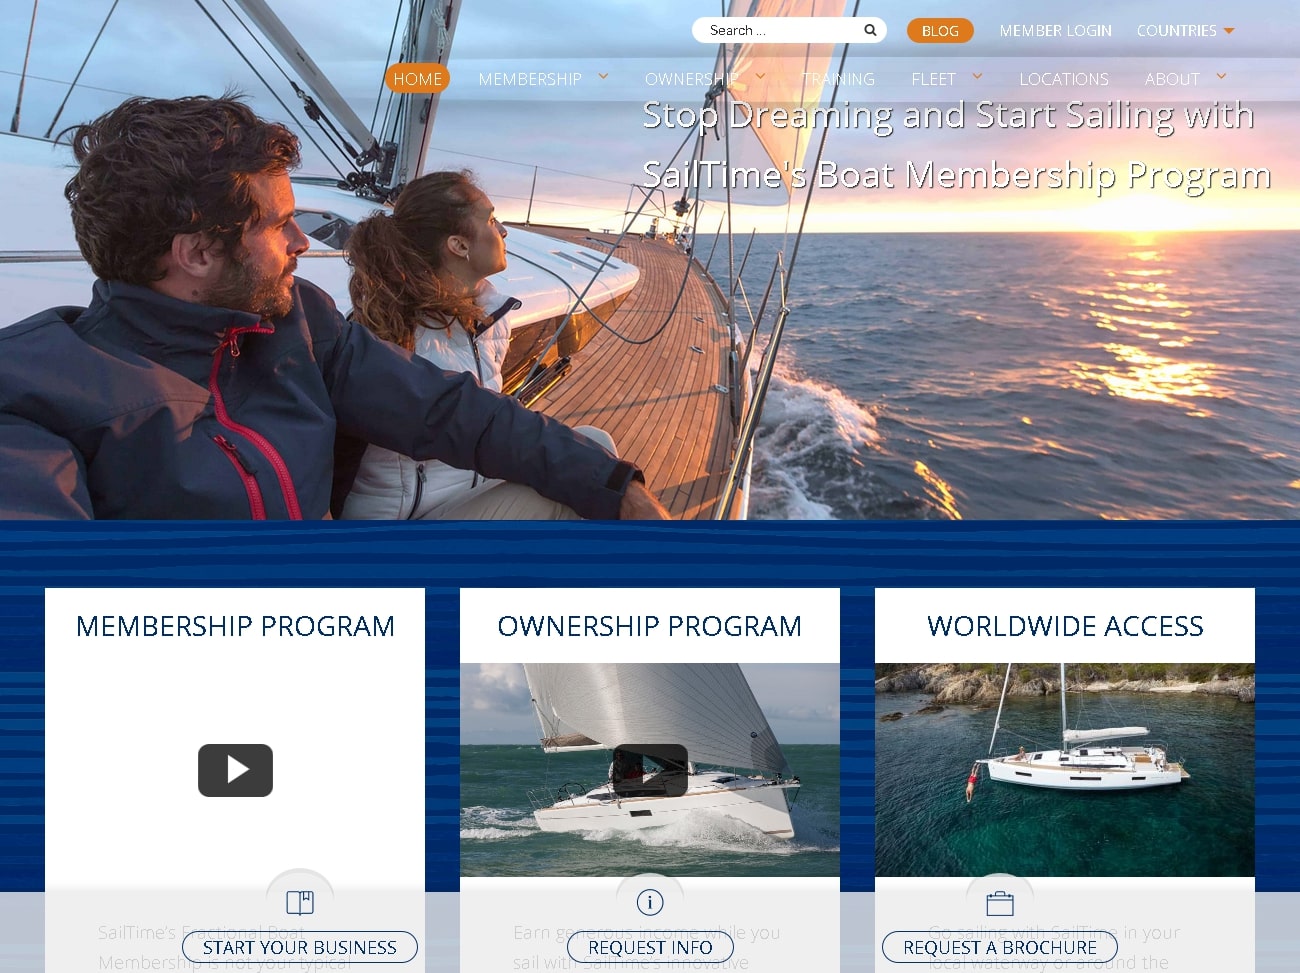 Search ...
BLOG
MEMBER LOGIN
COUNTRIES
HOME
MEMBERSHIP
OWNERSHIP
TRAINING
FLEET
LOCATIONS
ABOUT
Stop Dreaming and Start Sailing with
SailTime's Boat Membership Program
MEMBERSHIP PROGRAM
OWNERSHIP PROGRAM
WORLDWIDE ACCESS
SailTime's Fractional Boat
Membership is not your typical
Earn generous income while you
sail with SailTime's innovative
Go sailing with SailTime in your
local waterway or around the
START YOUR BUSINESS
REQUEST INFO
REQUEST A BROCHURE